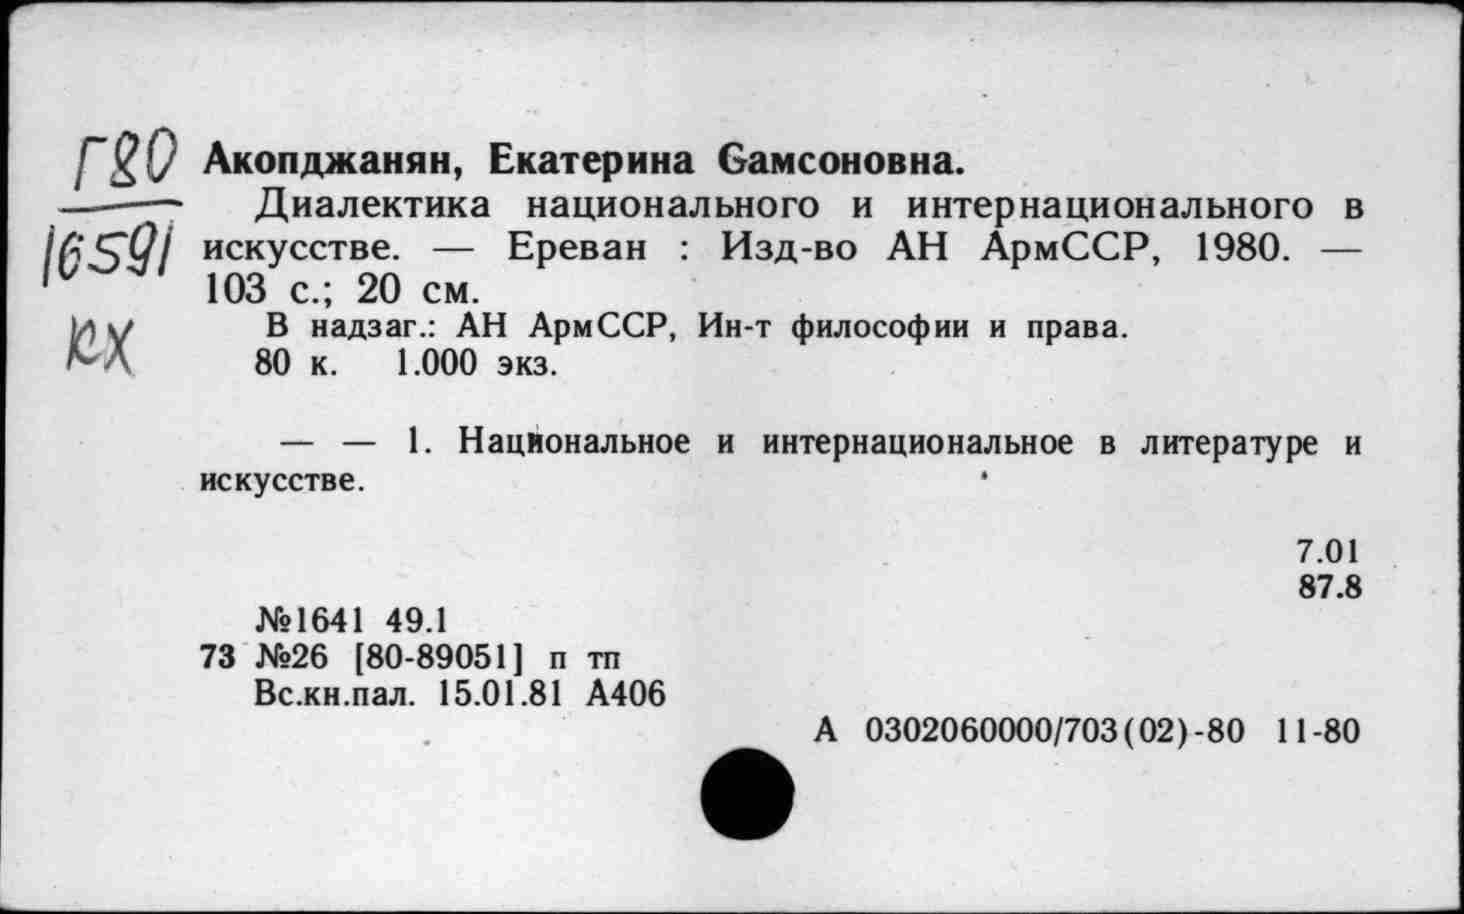 Г80
16591
кх
Акопджанян, Екатерина Самсоновна.
Диалектика национального и интернационального в
искусстве. — Ереван : Изд-во АН АрмССР, 1980. —
103 с.; 20 см.
В надзаг.: АН АрмССР, Ин-т философии и права.
80 к. 1.000 экз.
— — 1. Национальное и интернациональное в литературе и
искусстве.
7.01
87.8
№1641 49.1
73 №26 [80-89051] п тп
Вс.кн.пал. 15.01.81 А406
А 0302060000/703(02)-80 11-80